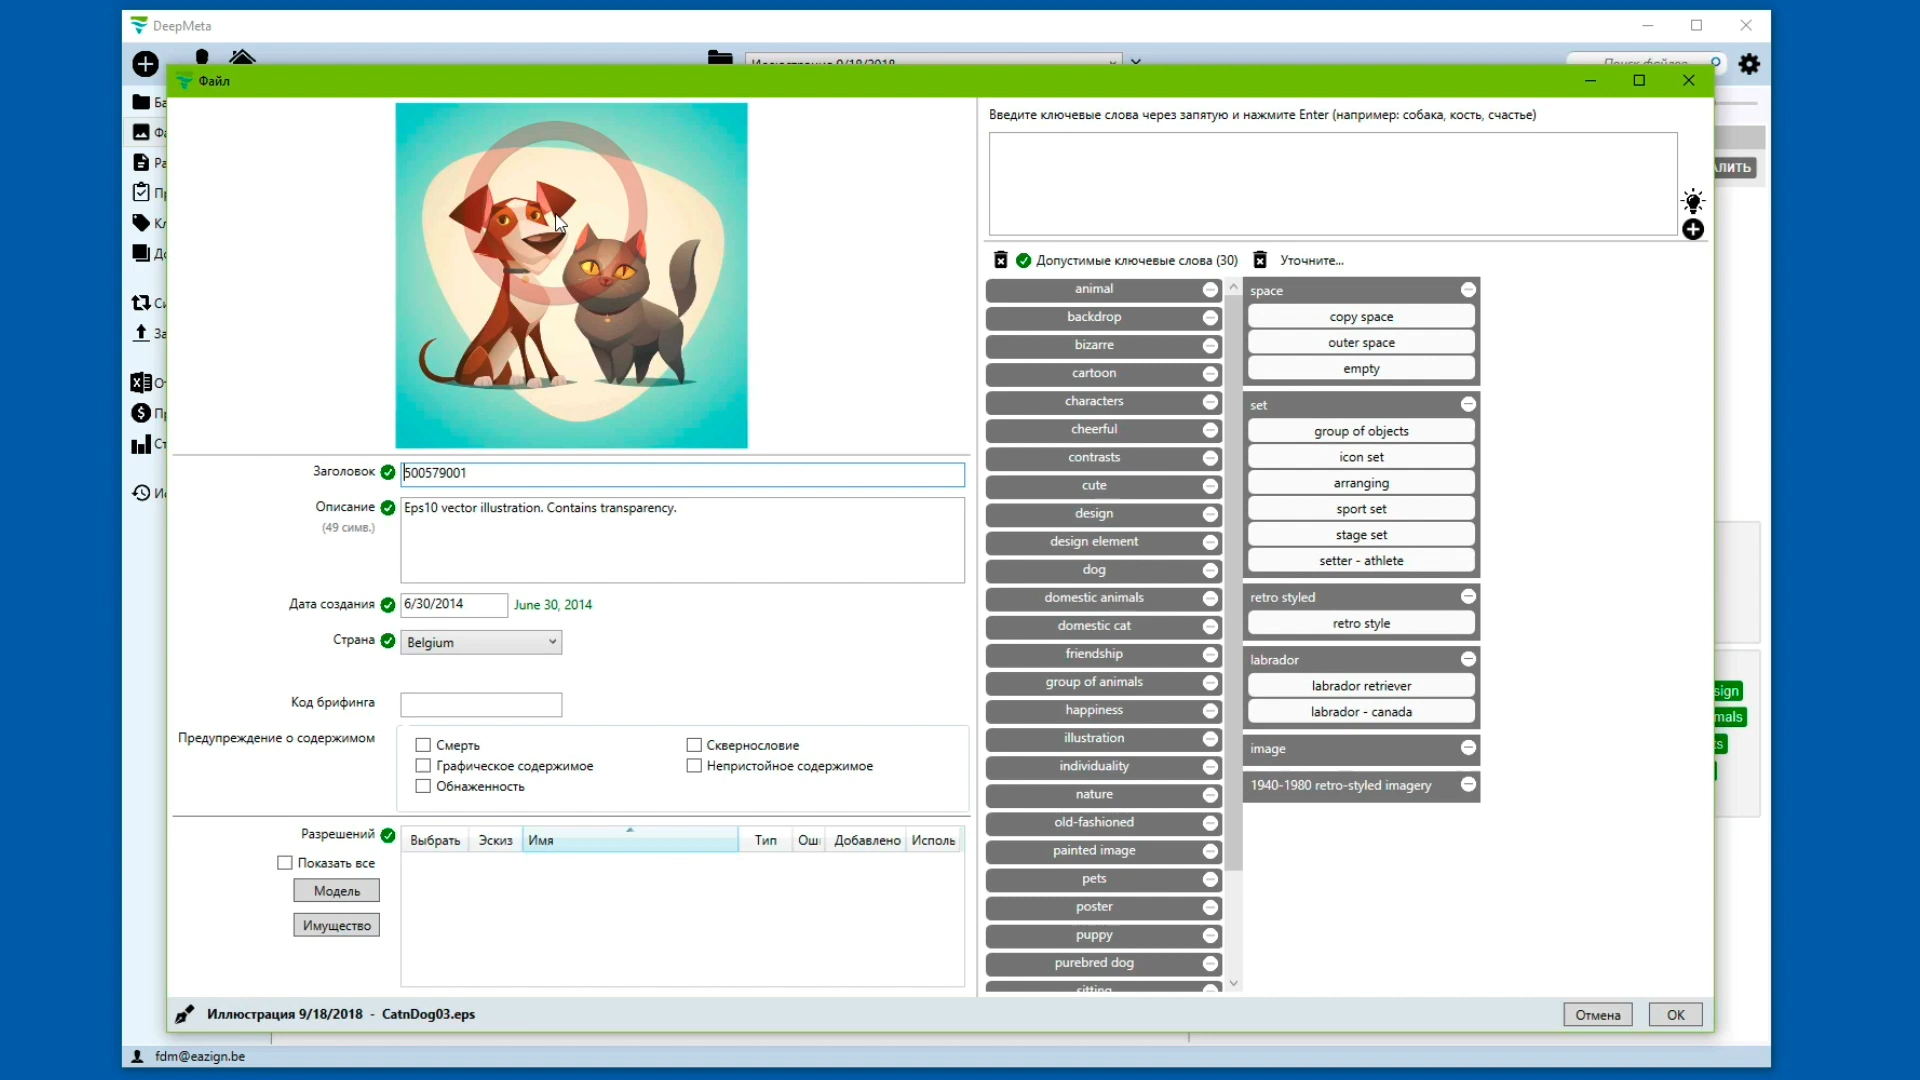 DeepMeta
Файл
Введите ключевые слова через запятую и нажмите Enter (например: собака, кость, счастье)
Допустимые ключевые слова (30)
Уточните...
animal
backdrop
bizarre
cartoon
characters
cheerful
contrasts
cute
design
design element
dog
domestic animals
domestic cat
friendship
group of animals
happiness
illustration
individuality
nature
old-fashioned
painted image
pets
poster
puppy
purebred dog
sitting
space
copy space
outer space
empty
set
group of objects
icon set
arranging
sport set
stage set
setter - athlete
retro styled
retro style
labrador
labrador retriever
labrador - canada
image
1940-1980 retro-styled imagery
Заголовок
500579001
Описание
(49 симв.)
Eps10 vector illustration. Contains transparency.
Дата создания
6/30/2014
June 30, 2014
Страна
Belgium
Код брифинга
Предупреждение о содержимом
Смерть
Сквернословие
Графическое содержимое
Непристойное содержимое
Обнаженность
Разрешений
Показать все
Модель
Имущество
Выбрать Эскиз Имя Тип Оши Добавлено Исполь
Иллюстрация 9/18/2018 - CatnDog03.eps
Отмена
ОК
fdm@eazign.be